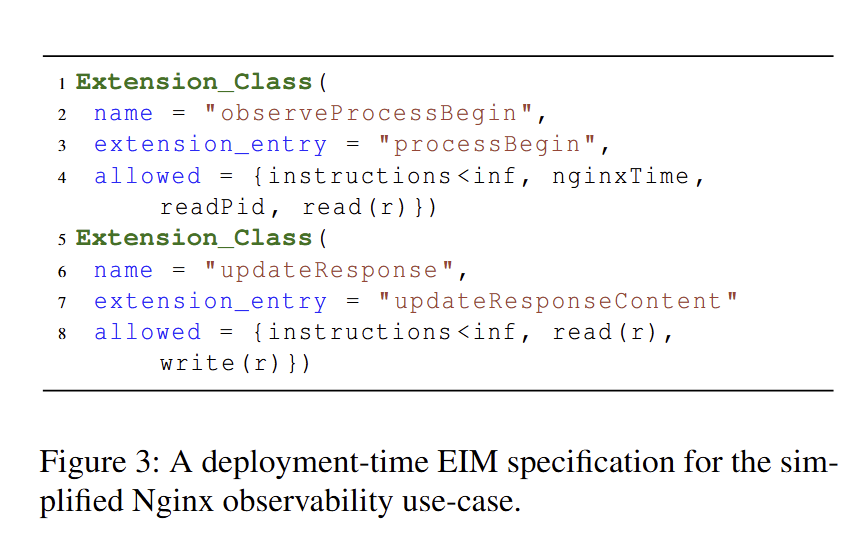 1 Extension_Class(
2 name = "observeProcessBegin",
3 extension_entry = "processBegin",
4 allowed = {instructions<inf, nginxTime,
readPid, read(r)})
5 Extension_Class(
6 name = "updateResponse",
7 extension_entry = "updateResponseContent"
8 allowed = {instructions<inf, read(r),
write(r)})
Figure 3: A deployment-time EIM specification for the sim-
plified Nginx observability use-case.